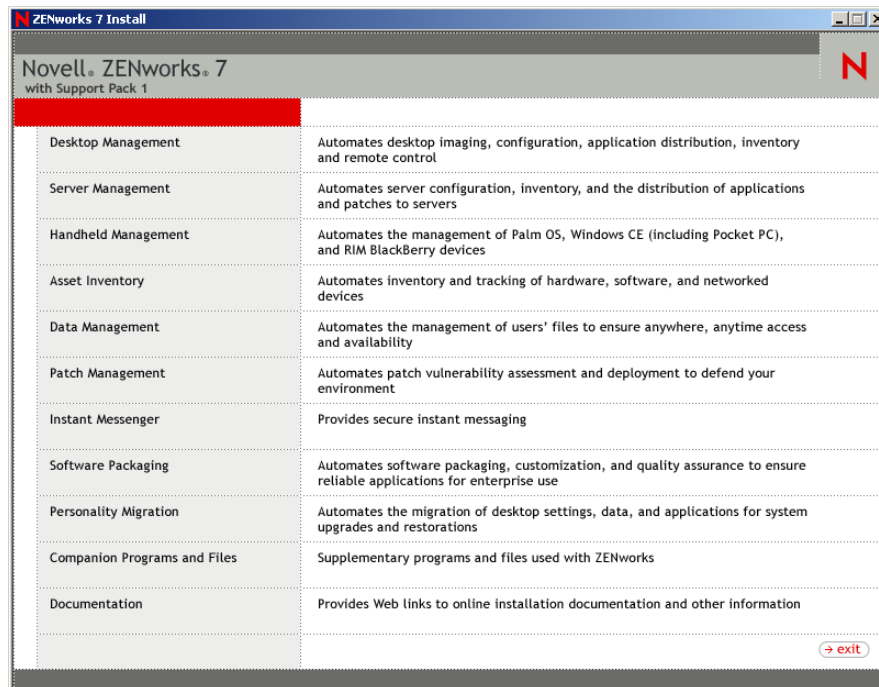 ZENworks 7 Install
Novell® ZENworks® 7
with Support Pack 1
N
Desktop Management
Automates desktop imaging, configuration, application distribution, inventory
and remote control
Server Management
Automates server configuration, inventory, and the distribution of applications
and patches to servers
Handheld Management
Automates the management of Palm OS, Windows CE (including Pocket PC),
and RIM BlackBerry devices
Asset Inventory
Automates inventory and tracking of hardware, software, and networked
devices
Data Management
Automates the management of users' files to ensure anywhere, anytime access
and availability
Patch Management
Automates patch vulnerability assessment and deployment to defend your
environment
Instant Messenger
Provides secure instant messaging
Software Packaging
Automates software packaging, customization, and quality assurance to ensure
reliable applications for enterprise use
Personality Migration
Automates the migration of desktop settings, data, and applications for system
upgrades and restorations
Companion Programs and Files
Supplementary programs and files used with ZENworks
Documentation
Provides Web links to online installation documentation and other information
→ exit